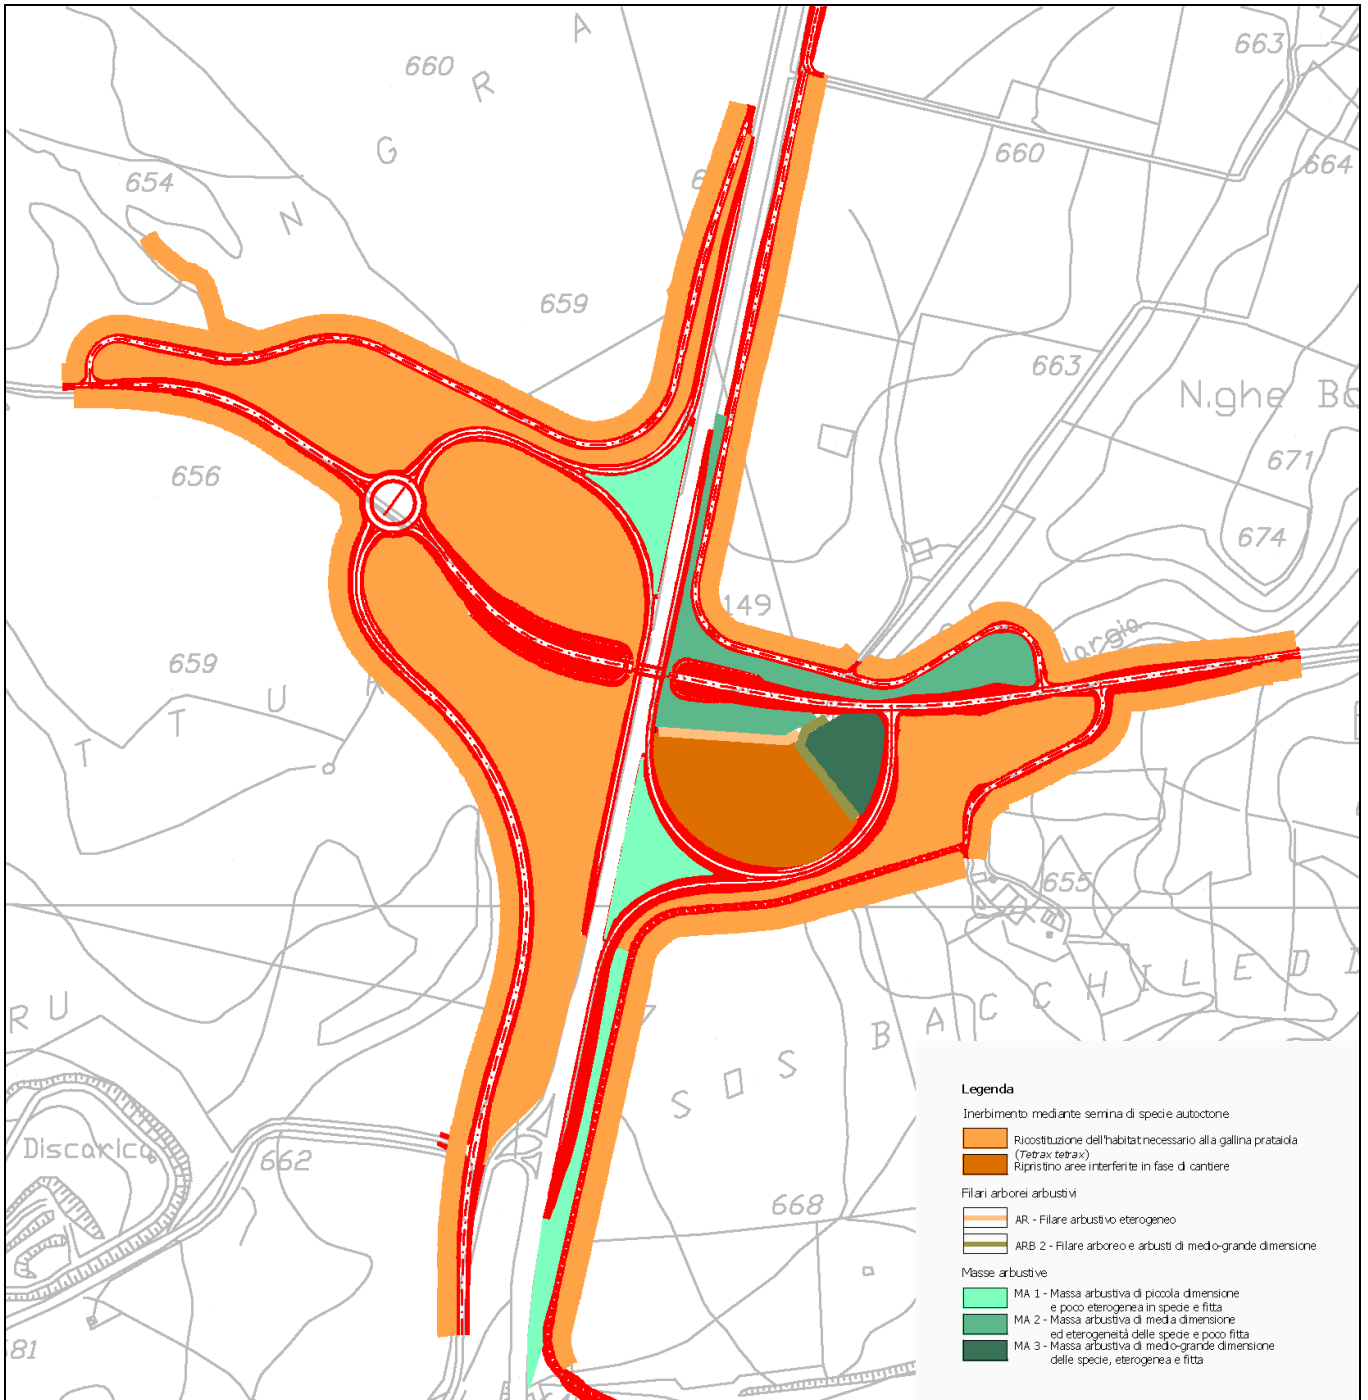 663
660
A
R
G
N
654
660
664
659
663
N.ghe
656
671
674
149
659
T T U
655
B A C C H I L E D D
R U
S O S
Discarica
662
668
681
Legenda
Inerbimento mediante semina di specie autoctone
Ricostituzione dell'habitat necessario alla gallina prataiola
(Tetrax tetrax)
Ripristino aree interferite in fase di cantiere
Filari arborei arbustivi
AR - Filare arbustivo eterogeneo
ARB 2 - Filare arboreo e arbusti di medio-grande dimensione
Masse arbustive
MA 1 - Massa arbustiva di piccola dimensione
e poco eterogenea in specie e fitta
MA 2 - Massa arbustiva di media dimensione
ed eterogeneità delle specie e poco fitta
MA 3 - Massa arbustiva di medio-grande dimensione
delle specie, eterogenea e fitta